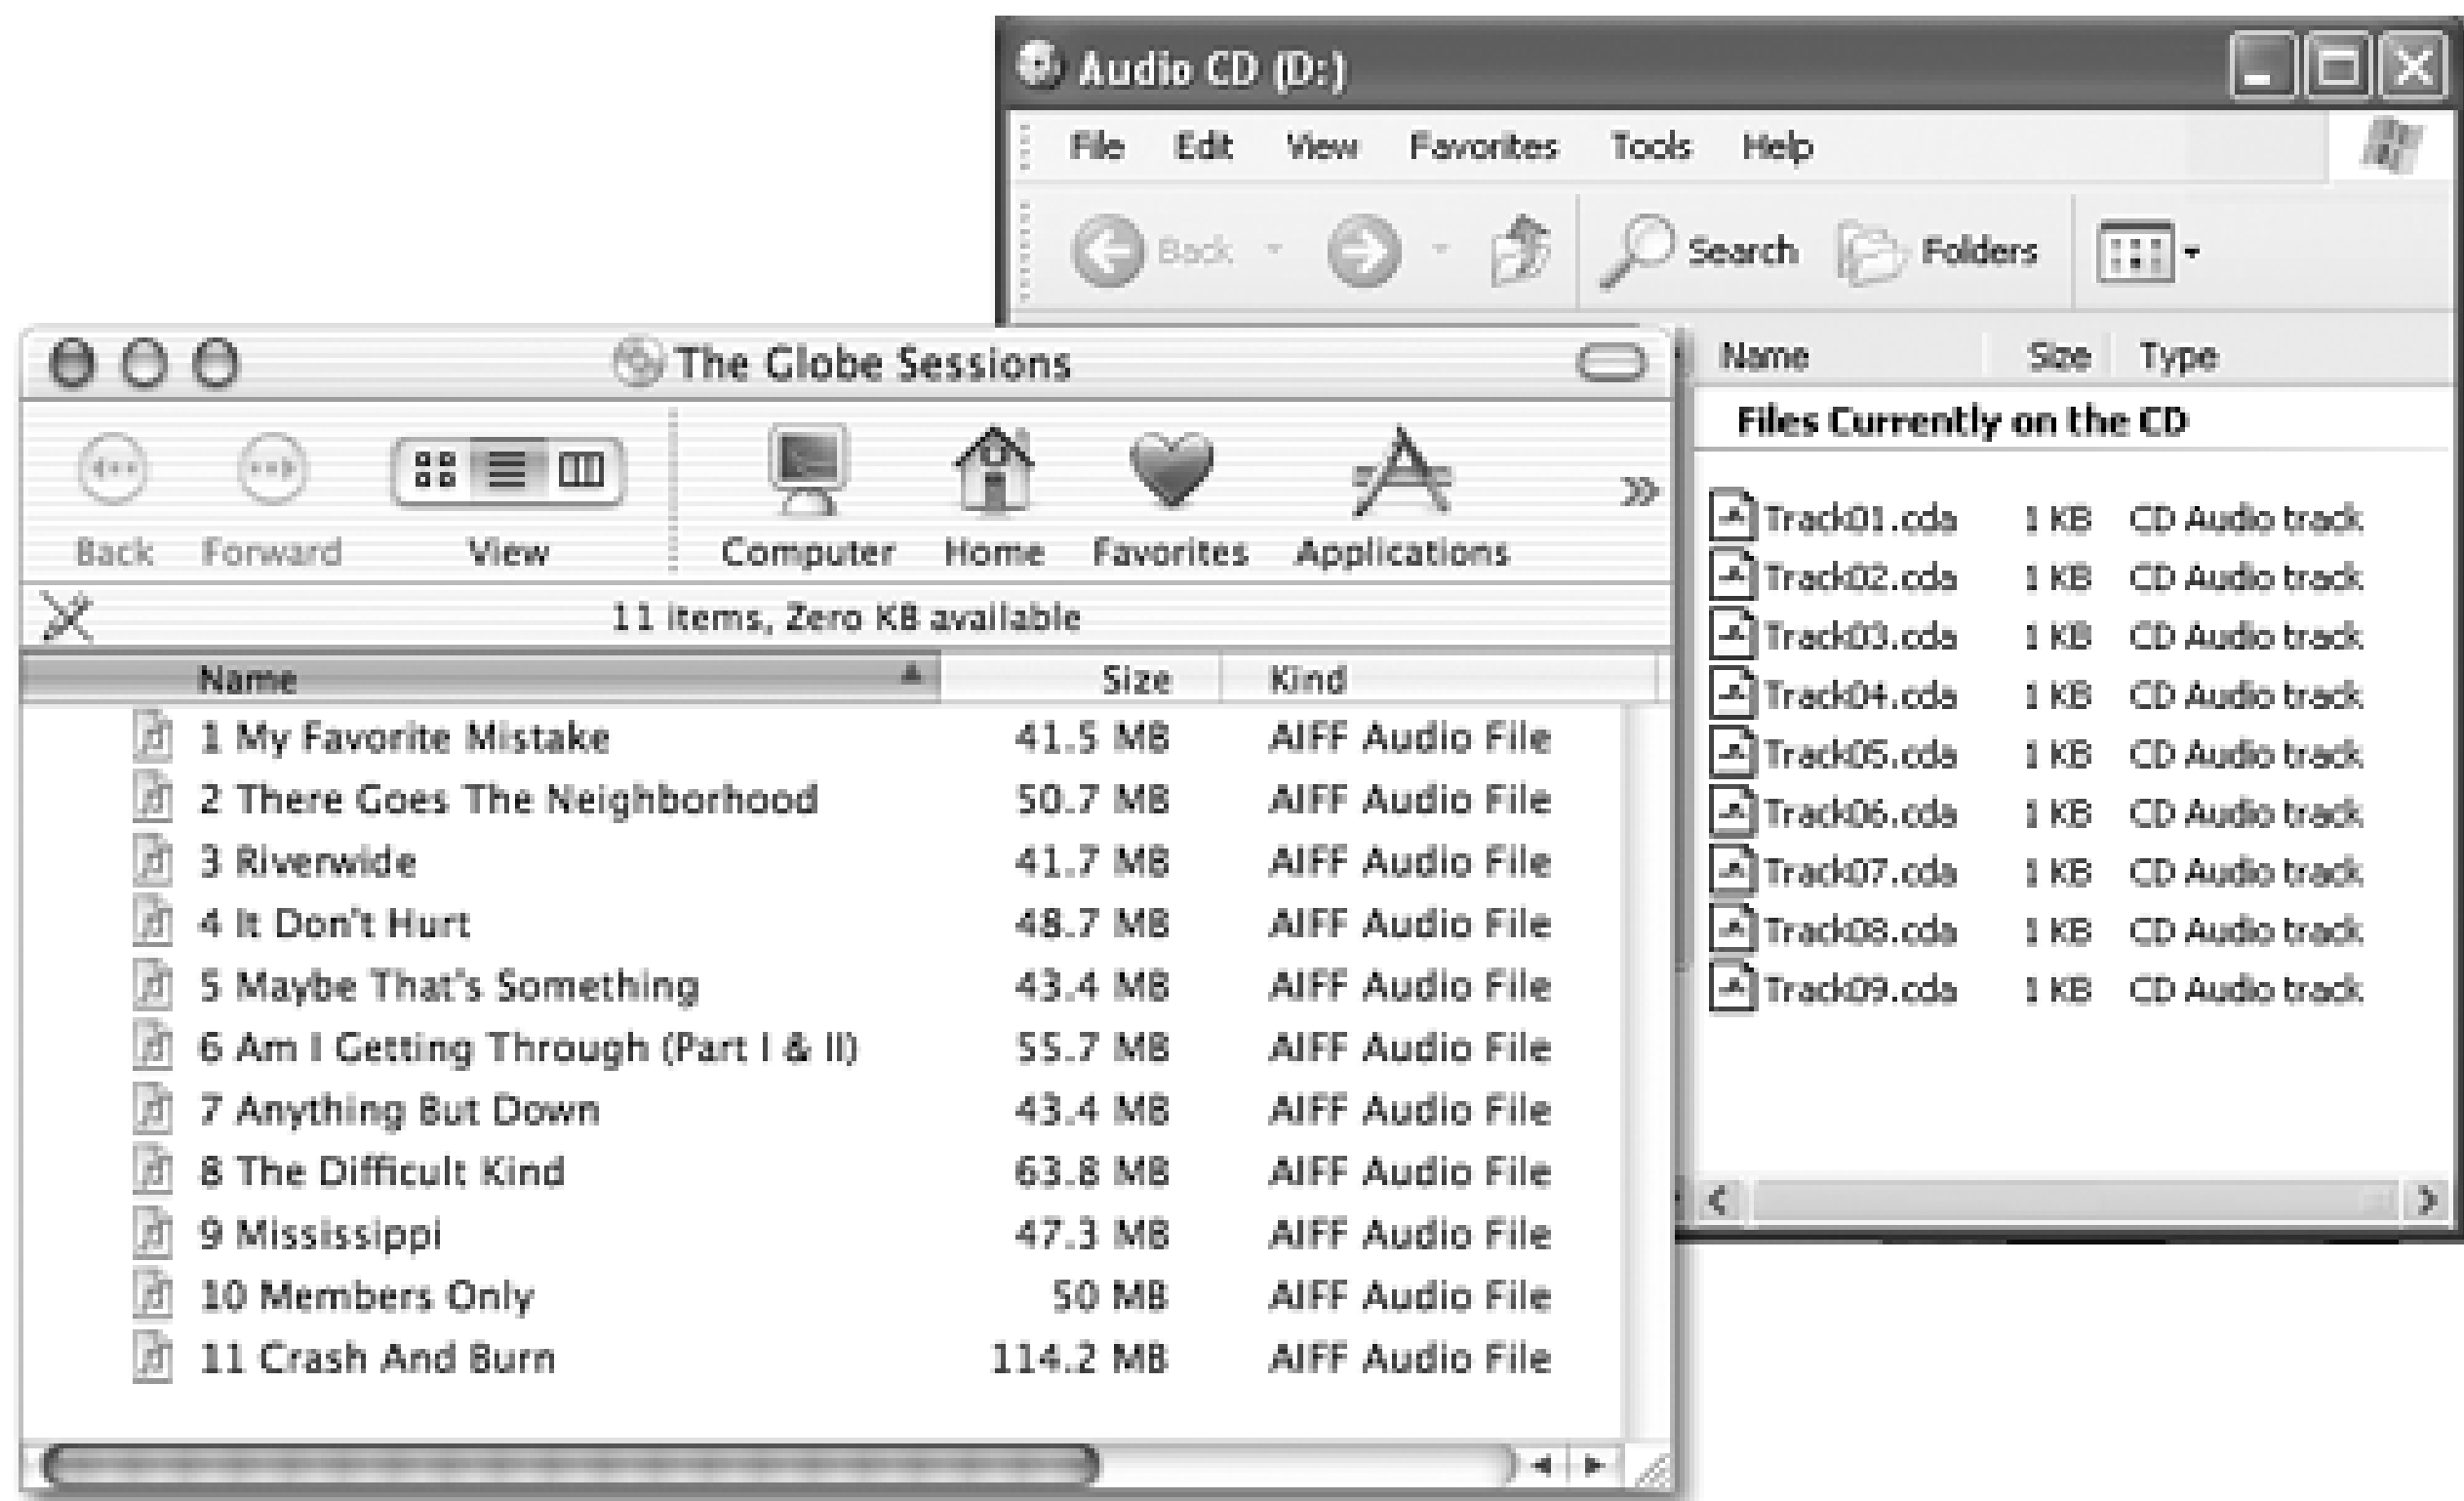 Audio CD (D:)
File Edit View Favorites Tools Help
Back Search Folders
Name Size Type
Files Currently on the CD
Track01.cda 1 KB CD Audio track
Track02.cda 1 KB CD Audio track
Track03.cda 1 KB CD Audio track
Track04.cda 1 KB CD Audio track
Track05.cda 1 KB CD Audio track
Track06.cda 1 KB CD Audio track
Track07.cda 1 KB CD Audio track
Track08.cda 1 KB CD Audio track
Track09.cda 1 KB CD Audio track
The Globe Sessions
Back Forward View Computer Home Favorites Applications
11 items, Zero KB available
Name Size Kind
1 My Favorite Mistake 41.5 MB AIFF Audio File
2 There Goes The Neighborhood 50.7 MB AIFF Audio File
3 Riverwide 41.7 MB AIFF Audio File
4 It Don't Hurt 48.7 MB AIFF Audio File
5 Maybe That's Something 43.4 MB AIFF Audio File
6 Am I Getting Through (Part I & II) 55.7 MB AIFF Audio File
7 Anything But Down 43.4 MB AIFF Audio File
8 The Difficult Kind 63.8 MB AIFF Audio File
9 Mississippi 47.3 MB AIFF Audio File
10 Members Only 50 MB AIFF Audio File
11 Crash And Burn 114.2 MB AIFF Audio File